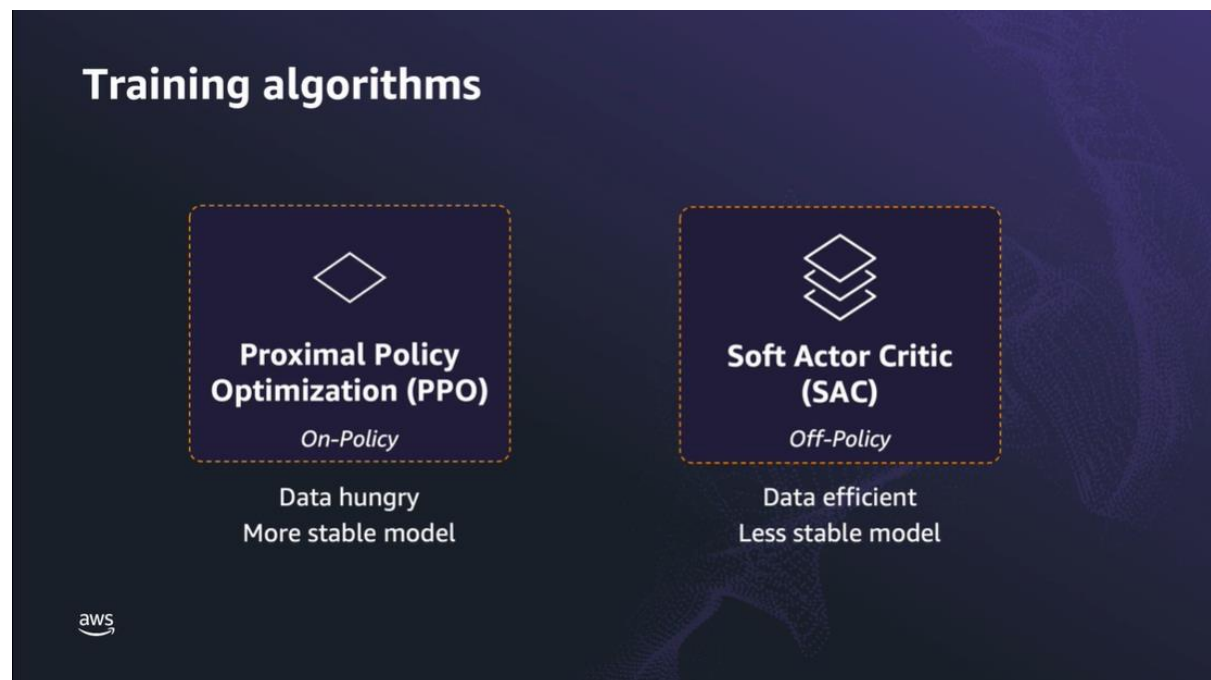 Training algorithms
Proximal Policy
Optimization (PPO)
On-Policy
Data hungry
More stable model
Soft Actor Critic
(SAC)
Off-Policy
Data efficient
Less stable model
aws